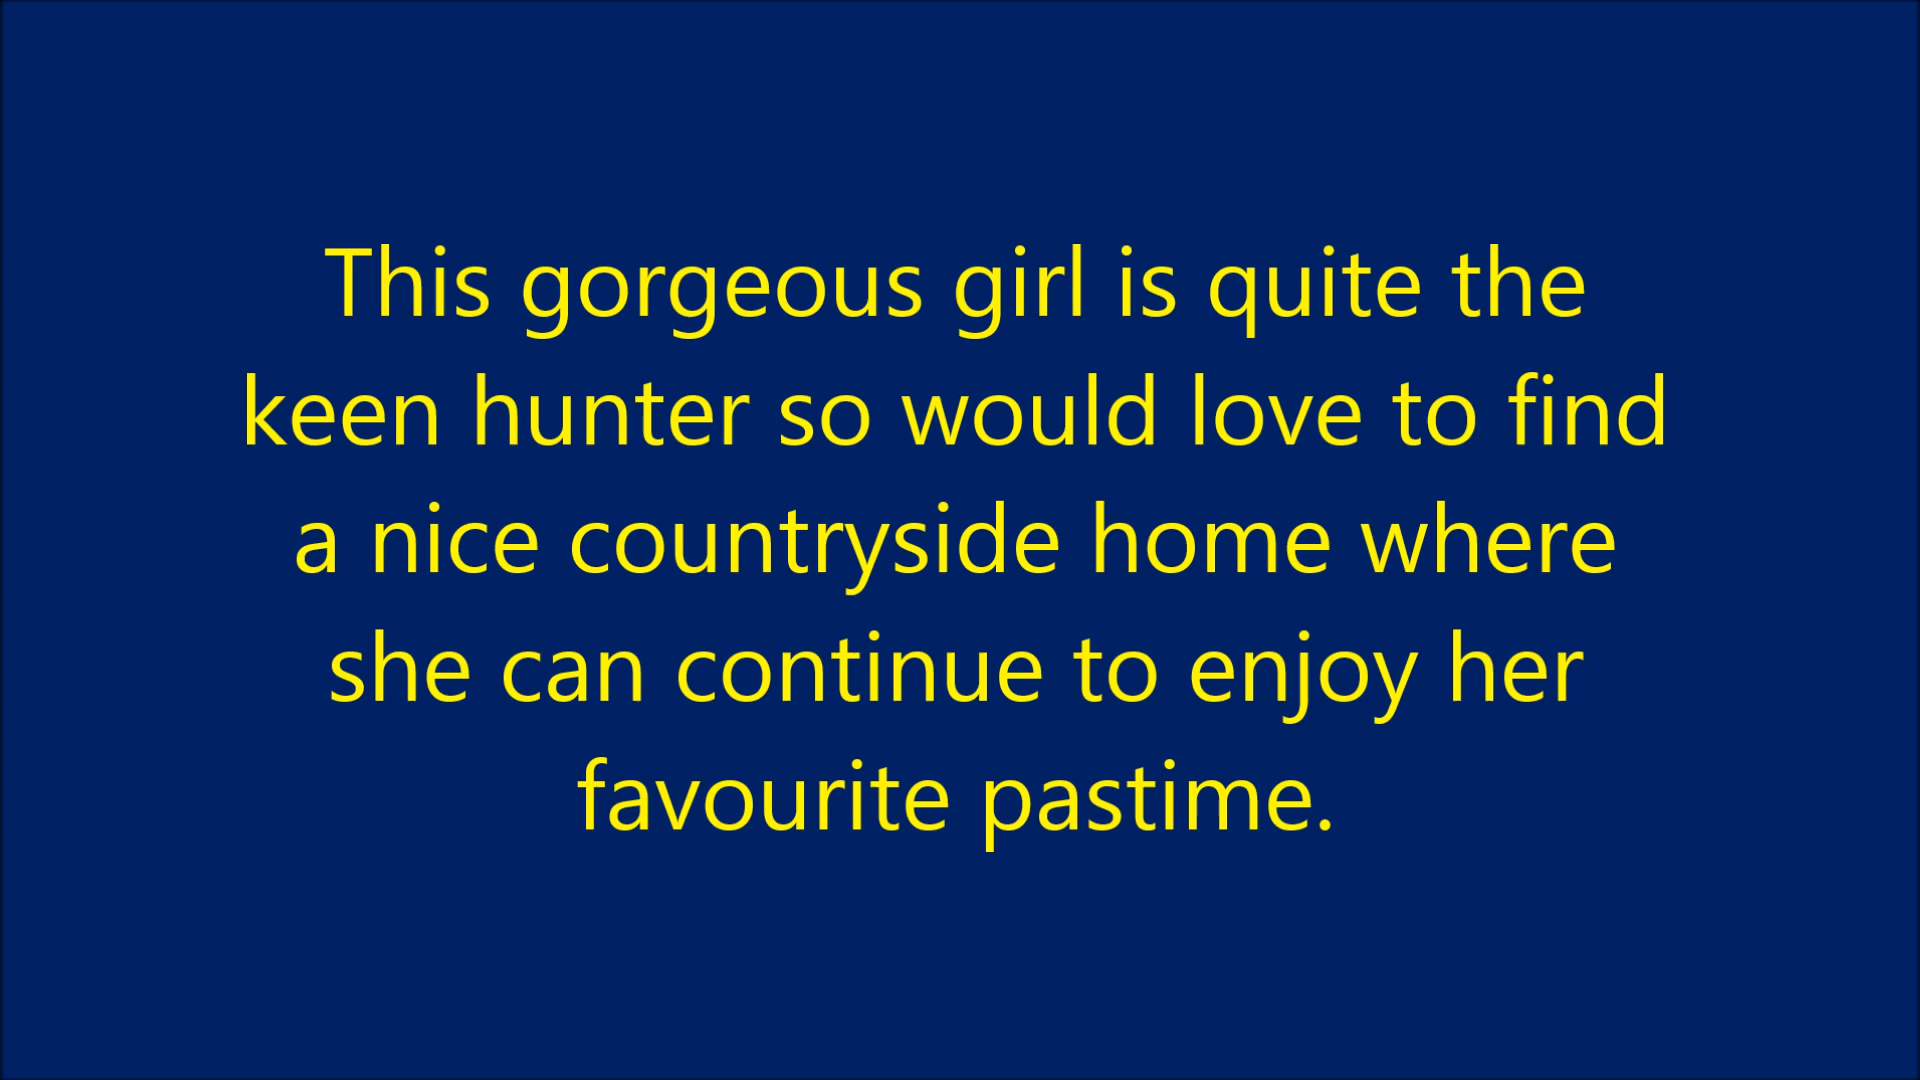 This gorgeous girl is quite the
keen hunter so would love to find
a nice countryside home where
she can continue to enjoy her
favourite pastime.